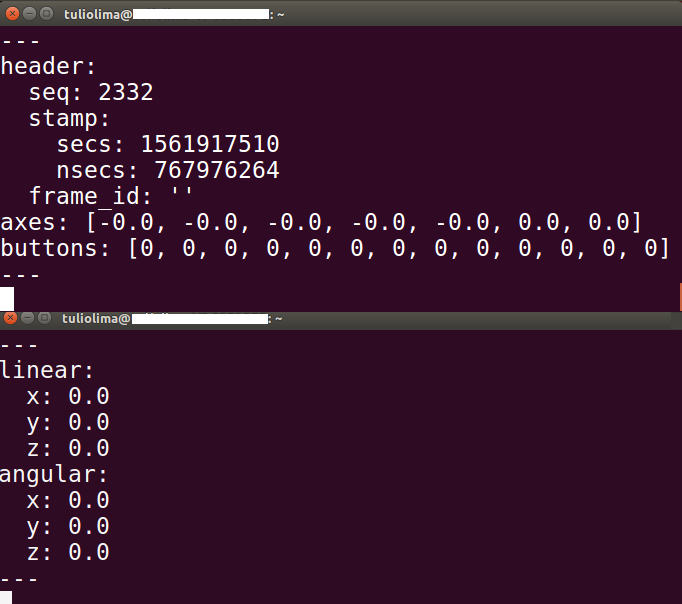 tuliolima@ : ~
---
header:
  seq: 2332
  stamp:
    secs: 1561917510
    nsecs: 767976264
  frame_id: ''
axes: [-0.0, -0.0, -0.0, -0.0, -0.0, 0.0, 0.0]
buttons: [0, 0, 0, 0, 0, 0, 0, 0, 0, 0, 0, 0, 0]
---
tuliolima@ : ~
---
linear:
  x: 0.0
  y: 0.0
  z: 0.0
angular:
  x: 0.0
  y: 0.0
  z: 0.0
---